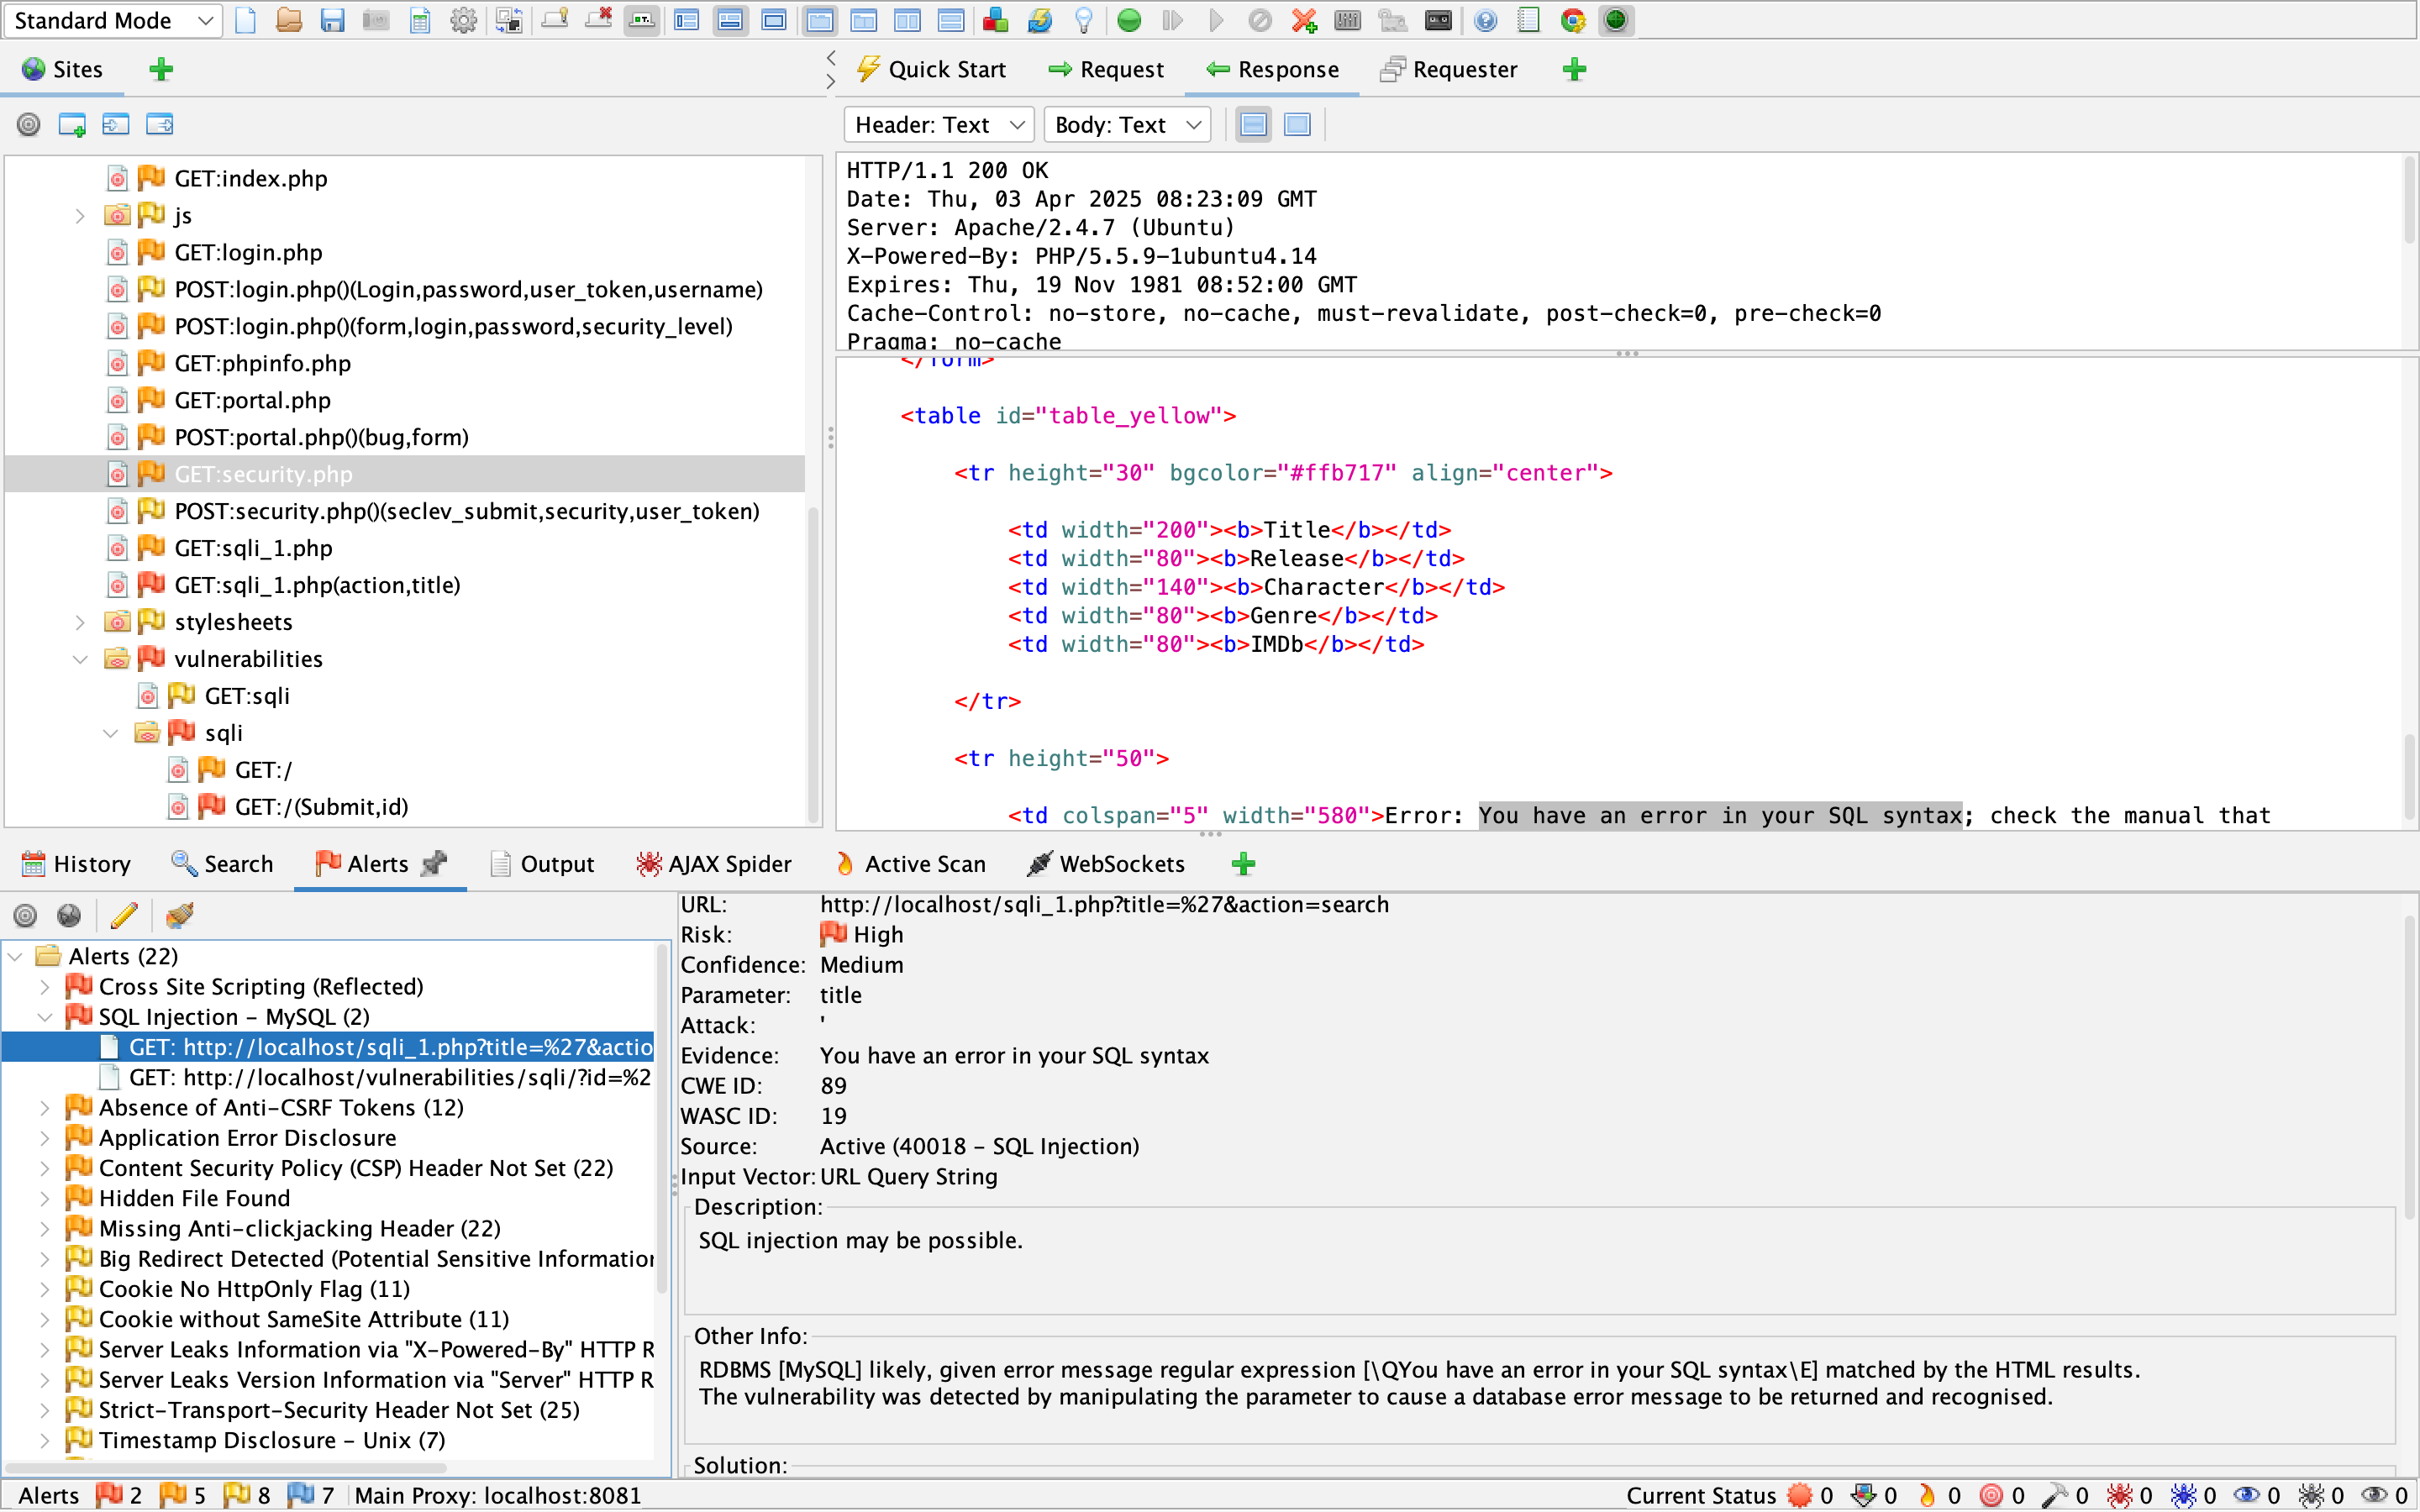 Standard Mode
Sites
Quick Start
Request
Response
Requester
Header: Text
Body: Text
GET:index.php
js
GET:login.php
POST:login.php()(Login,password,user_token,username)
POST:login.php()(form,login,password,security_level)
GET:phpinfo.php
GET:portal.php
POST:portal.php()(bug,form)
GET:security.php
POST:security.php()(seclev_submit,security,user_token)
GET:sqli_1.php
GET:sqli_1.php(action,title)
stylesheets
vulnerabilities
GET:sqli
sqli
GET:/
GET:/(Submit,id)
HTTP/1.1 200 OK
Date: Thu, 03 Apr 2025 08:23:09 GMT
Server: Apache/2.4.7 (Ubuntu)
X-Powered-By: PHP/5.5.9-1ubuntu4.14
Expires: Thu, 19 Nov 1981 08:52:00 GMT
Cache-Control: no-store, no-cache, must-revalidate, post-check=0, pre-check=0
Pragma: no-cache
</form>
<table id="table_yellow">
<tr height="30" bgcolor="#ffb717" align="center">
<td width="200"><b>Title</b></td>
<td width="80"><b>Release</b></td>
<td width="140"><b>Character</b></td>
<td width="80"><b>Genre</b></td>
<td width="80"><b>IMDb</b></td>
</tr>
<tr height="50">
<td colspan="5" width="580">Error: You have an error in your SQL syntax; check the manual that
History
Search
Alerts
Output
AJAX Spider
Active Scan
WebSockets
Alerts (22)
Cross Site Scripting (Reflected)
SQL Injection - MySQL (2)
GET: http://localhost/sqli_1.php?title=%27&actio
GET: http://localhost/vulnerabilities/sqli/?id=%2
Absence of Anti-CSRF Tokens (12)
Application Error Disclosure
Content Security Policy (CSP) Header Not Set (22)
Hidden File Found
Missing Anti-clickjacking Header (22)
Big Redirect Detected (Potential Sensitive Information
Cookie No HttpOnly Flag (11)
Cookie without SameSite Attribute (11)
Server Leaks Information via "X-Powered-By" HTTP R
Server Leaks Version Information via "Server" HTTP R
Strict-Transport-Security Header Not Set (25)
Timestamp Disclosure - Unix (7)
URL: http://localhost/sqli_1.php?title=%27&action=search
Risk: High
Confidence: Medium
Parameter: title
Attack: '
Evidence: You have an error in your SQL syntax
CWE ID: 89
WASC ID: 19
Source: Active (40018 - SQL Injection)
Input Vector: URL Query String
Description:
SQL injection may be possible.
Other Info:
RDBMS [MySQL] likely, given error message regular expression [\QYou have an error in your SQL syntax\E] matched by the HTML results.
The vulnerability was detected by manipulating the parameter to cause a database error message to be returned and recognised.
Solution:
Alerts 2 5 8 7 Main Proxy: localhost:8081
Current Status 0 0 0 0 0 0 0 0 0 0